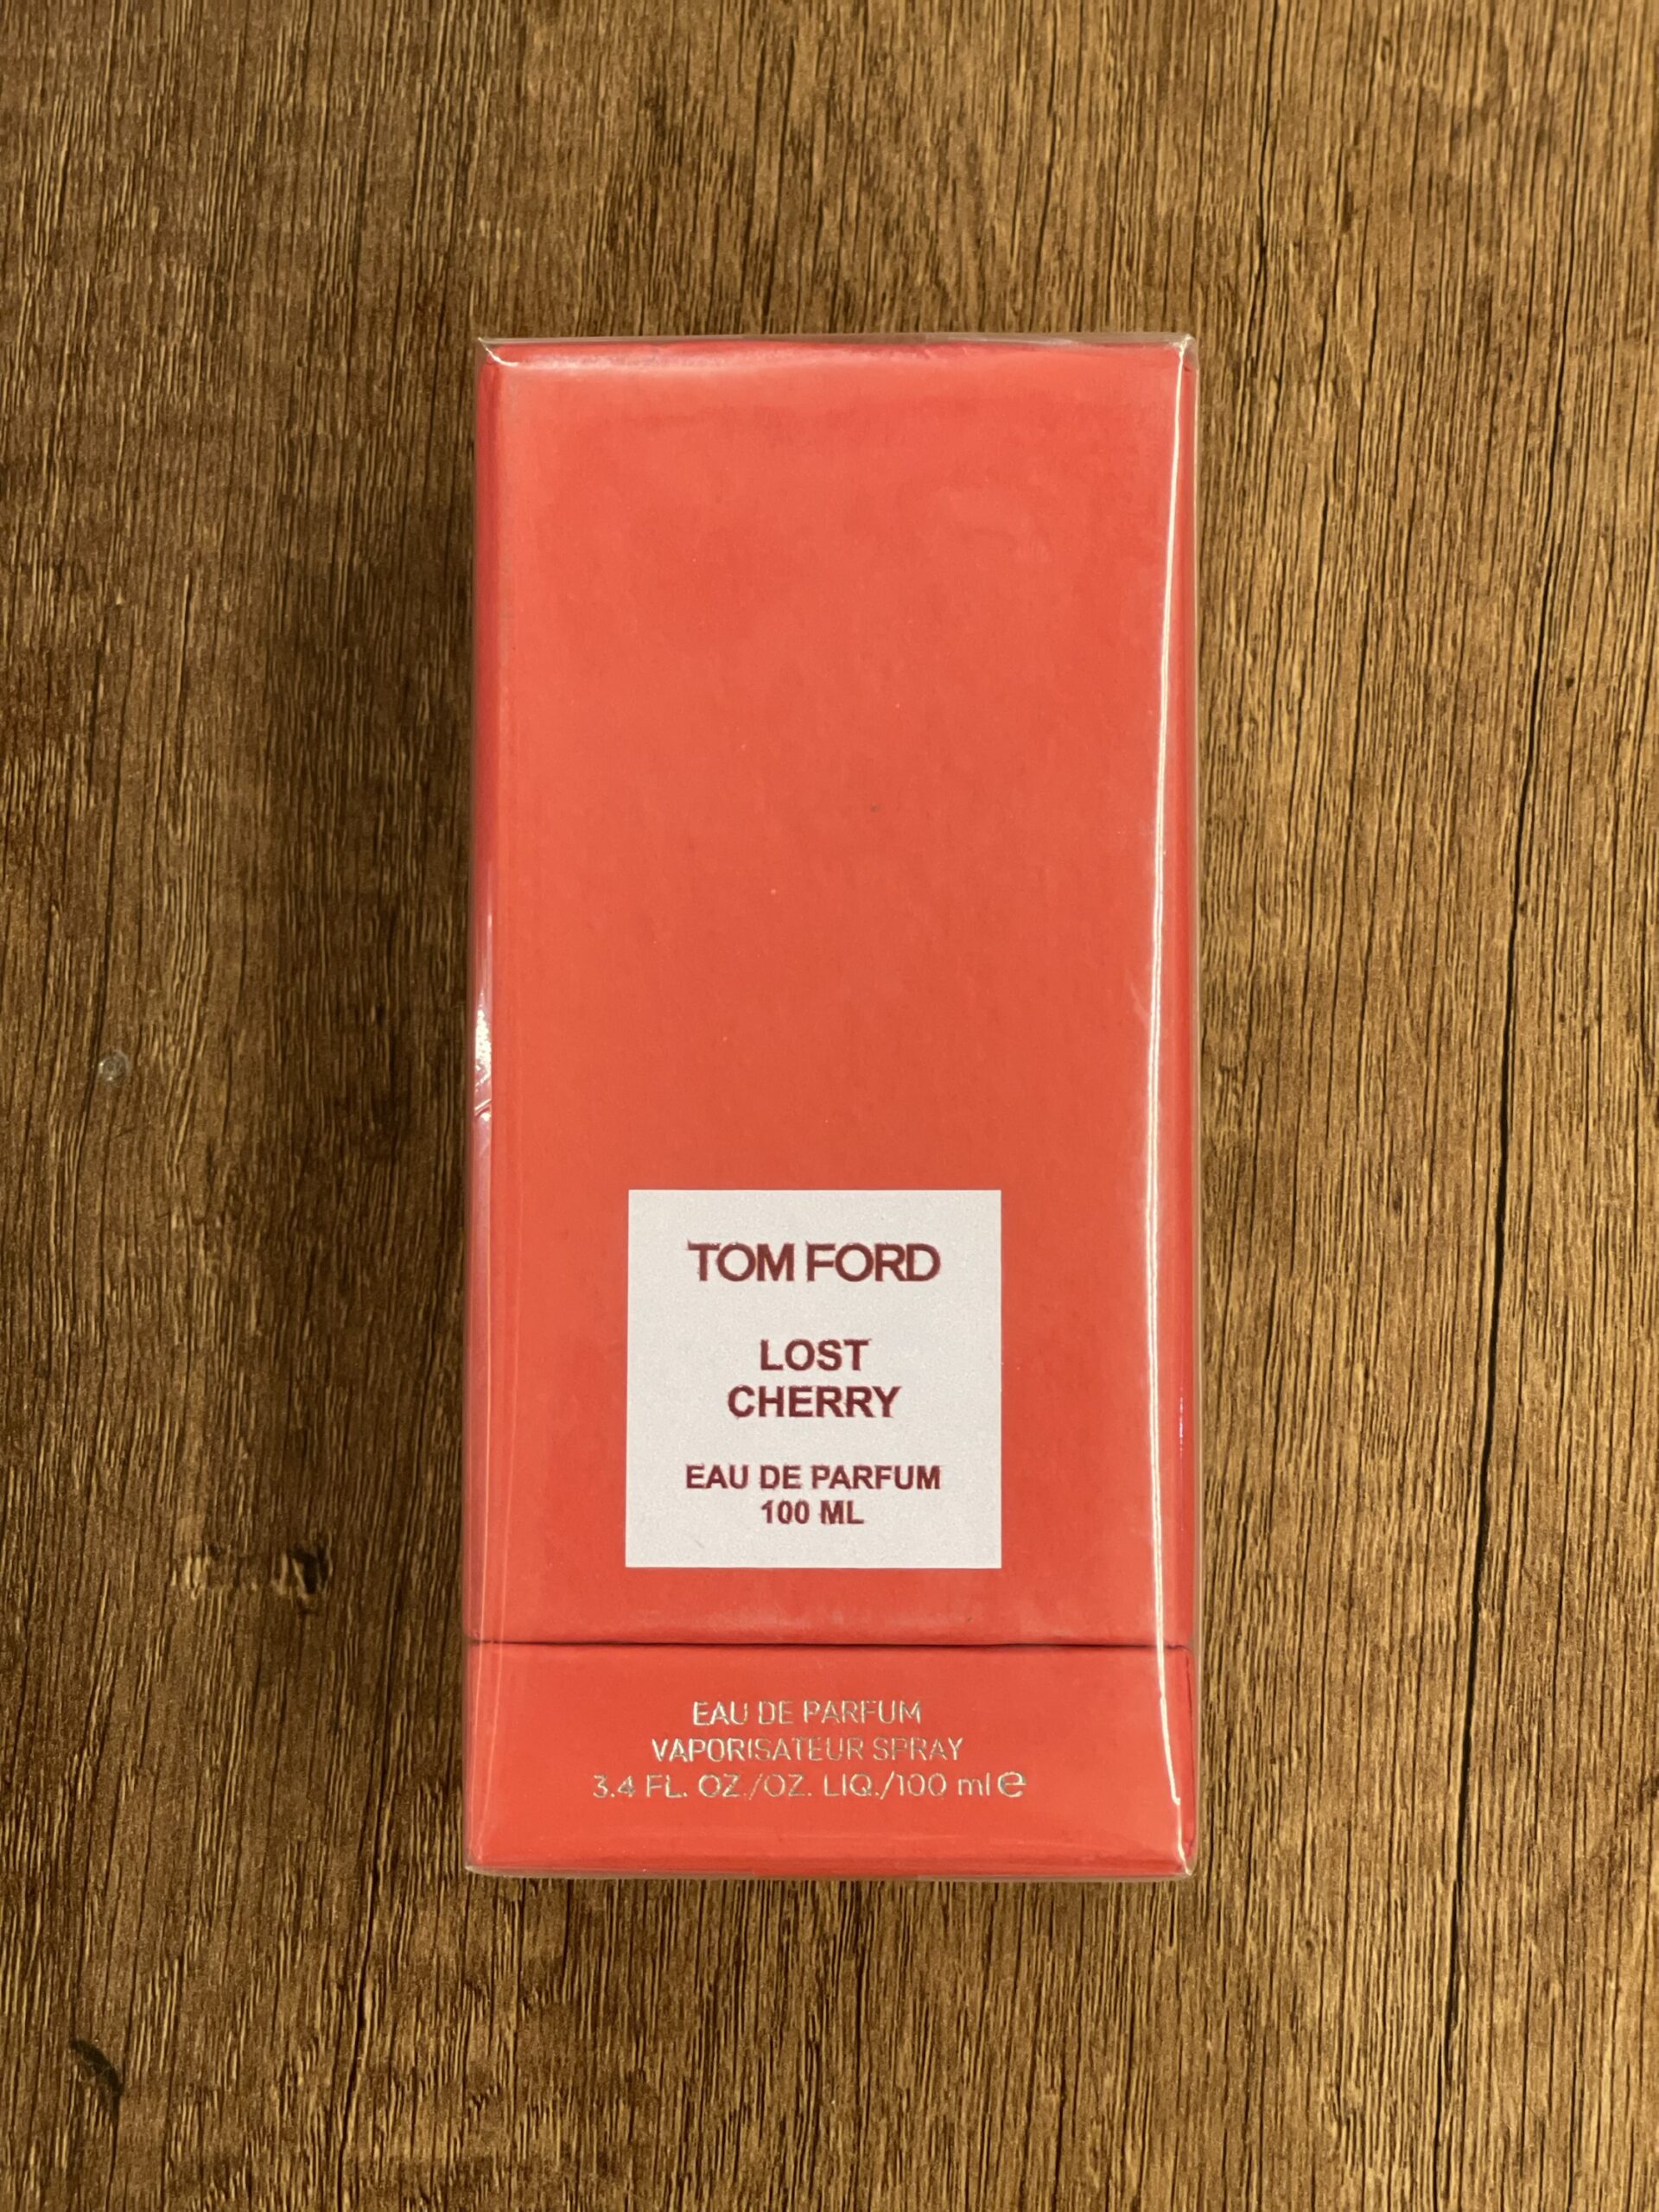 TOM FORD
LOST
CHERRY
EAU DE PARFUM
100 ML
EAU DE PARFUM
VAPORISATEUR SPRAY
3.4 FL. OZ./OZ. LIQ./100 ml ℮